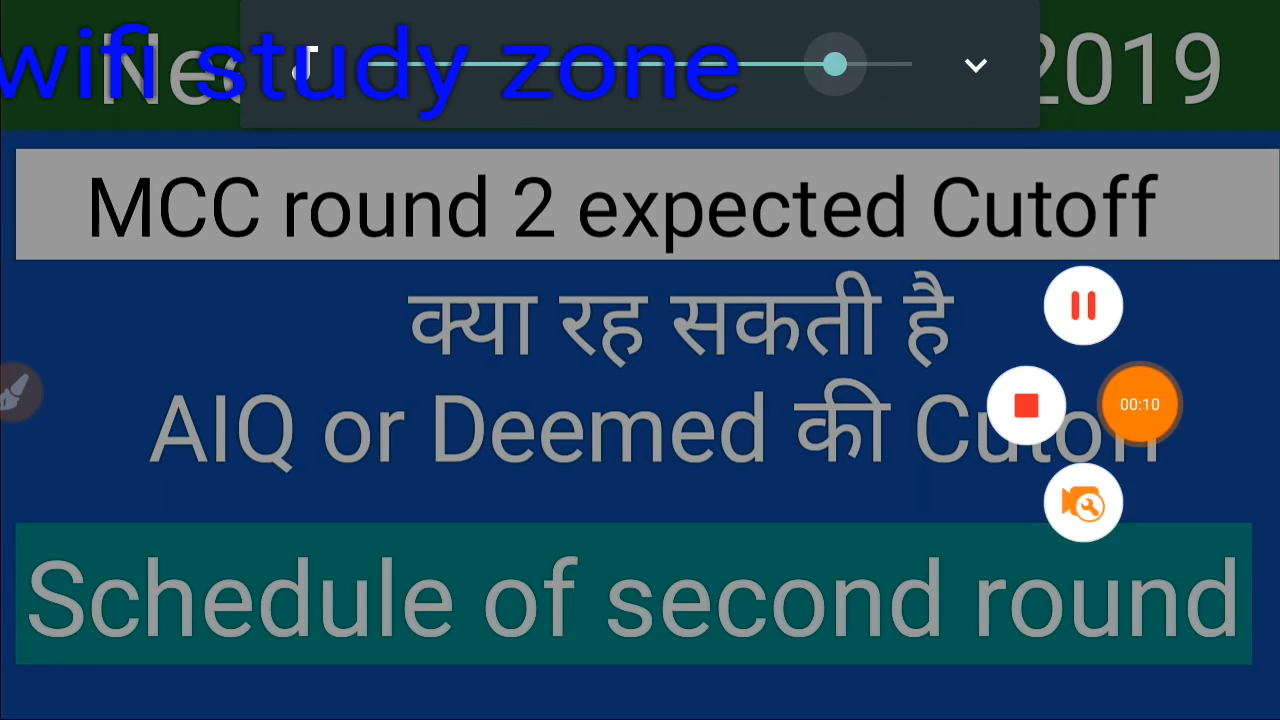 wifi study zone
2019
MCC round 2 expected Cutoff
क्या रह सकती है
AIQ or Deemed की Cutoff
00:10
Schedule of second round